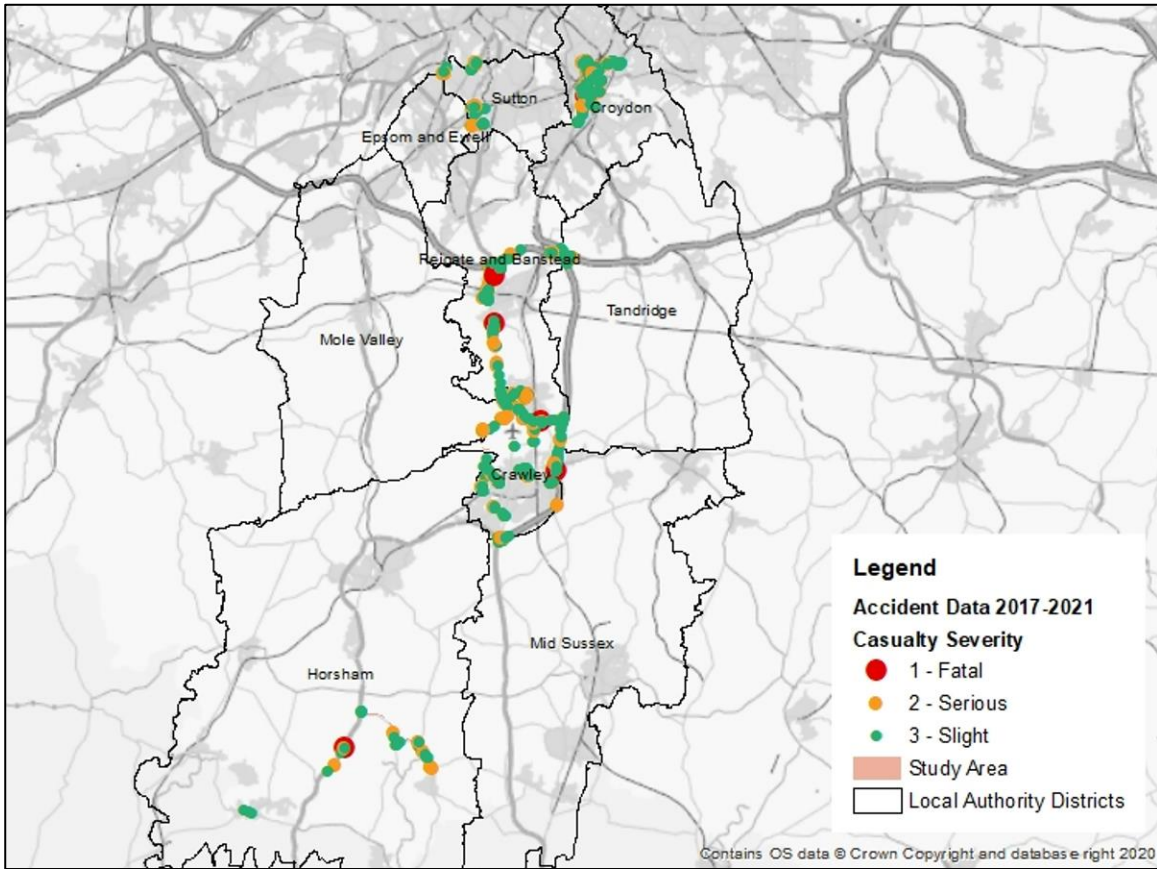 Sutton
Croydon
Epsom and Ewell
Reigate and Banstead
Tandridge
Mole Valley
Crawley
Mid Sussex
Horsham
Legend
Accident Data 2017-2021
Casualty Severity
1 - Fatal
2 - Serious
3 - Slight
Study Area
Local Authority Districts
Contains OS data © Crown Copyright and database right 2020